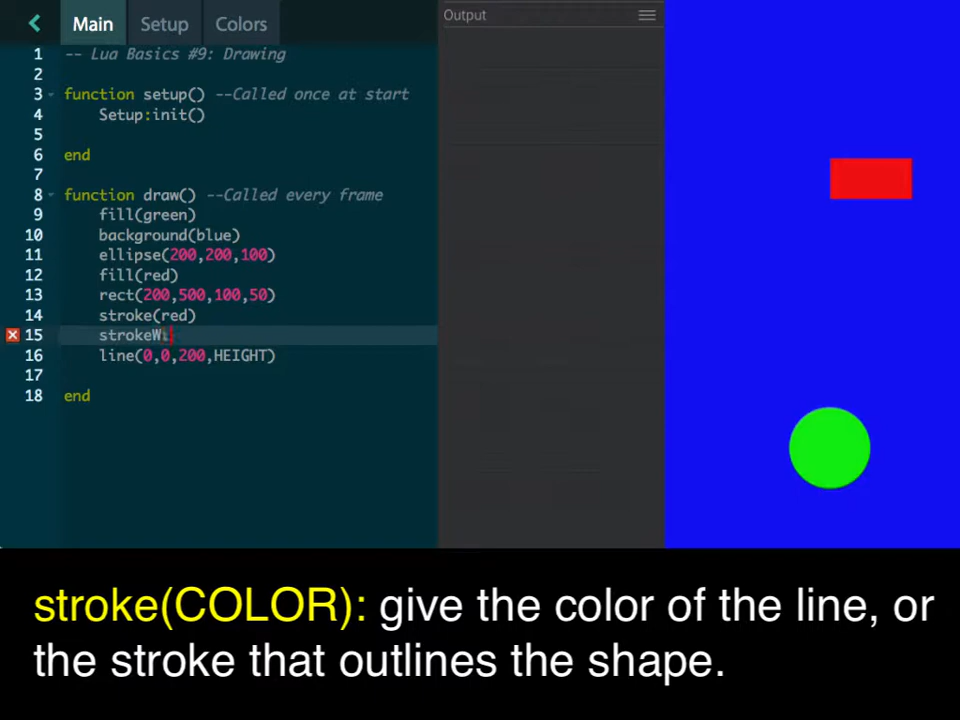 Main Setup Colors Output
1 -- Lua Basics #9: Drawing
2
3 function setup() --Called once at start
4 Setup:init()
5
6 end
7
8 function draw() --Called every frame
9 fill(green)
10 background(blue)
11 ellipse(200,200,100)
12 fill(red)
13 rect(200,500,100,50)
14 stroke(red)
15 strokeWi
16 line(0,0,200,HEIGHT)
17
18 end
stroke(COLOR): give the color of the line, or
the stroke that outlines the shape.